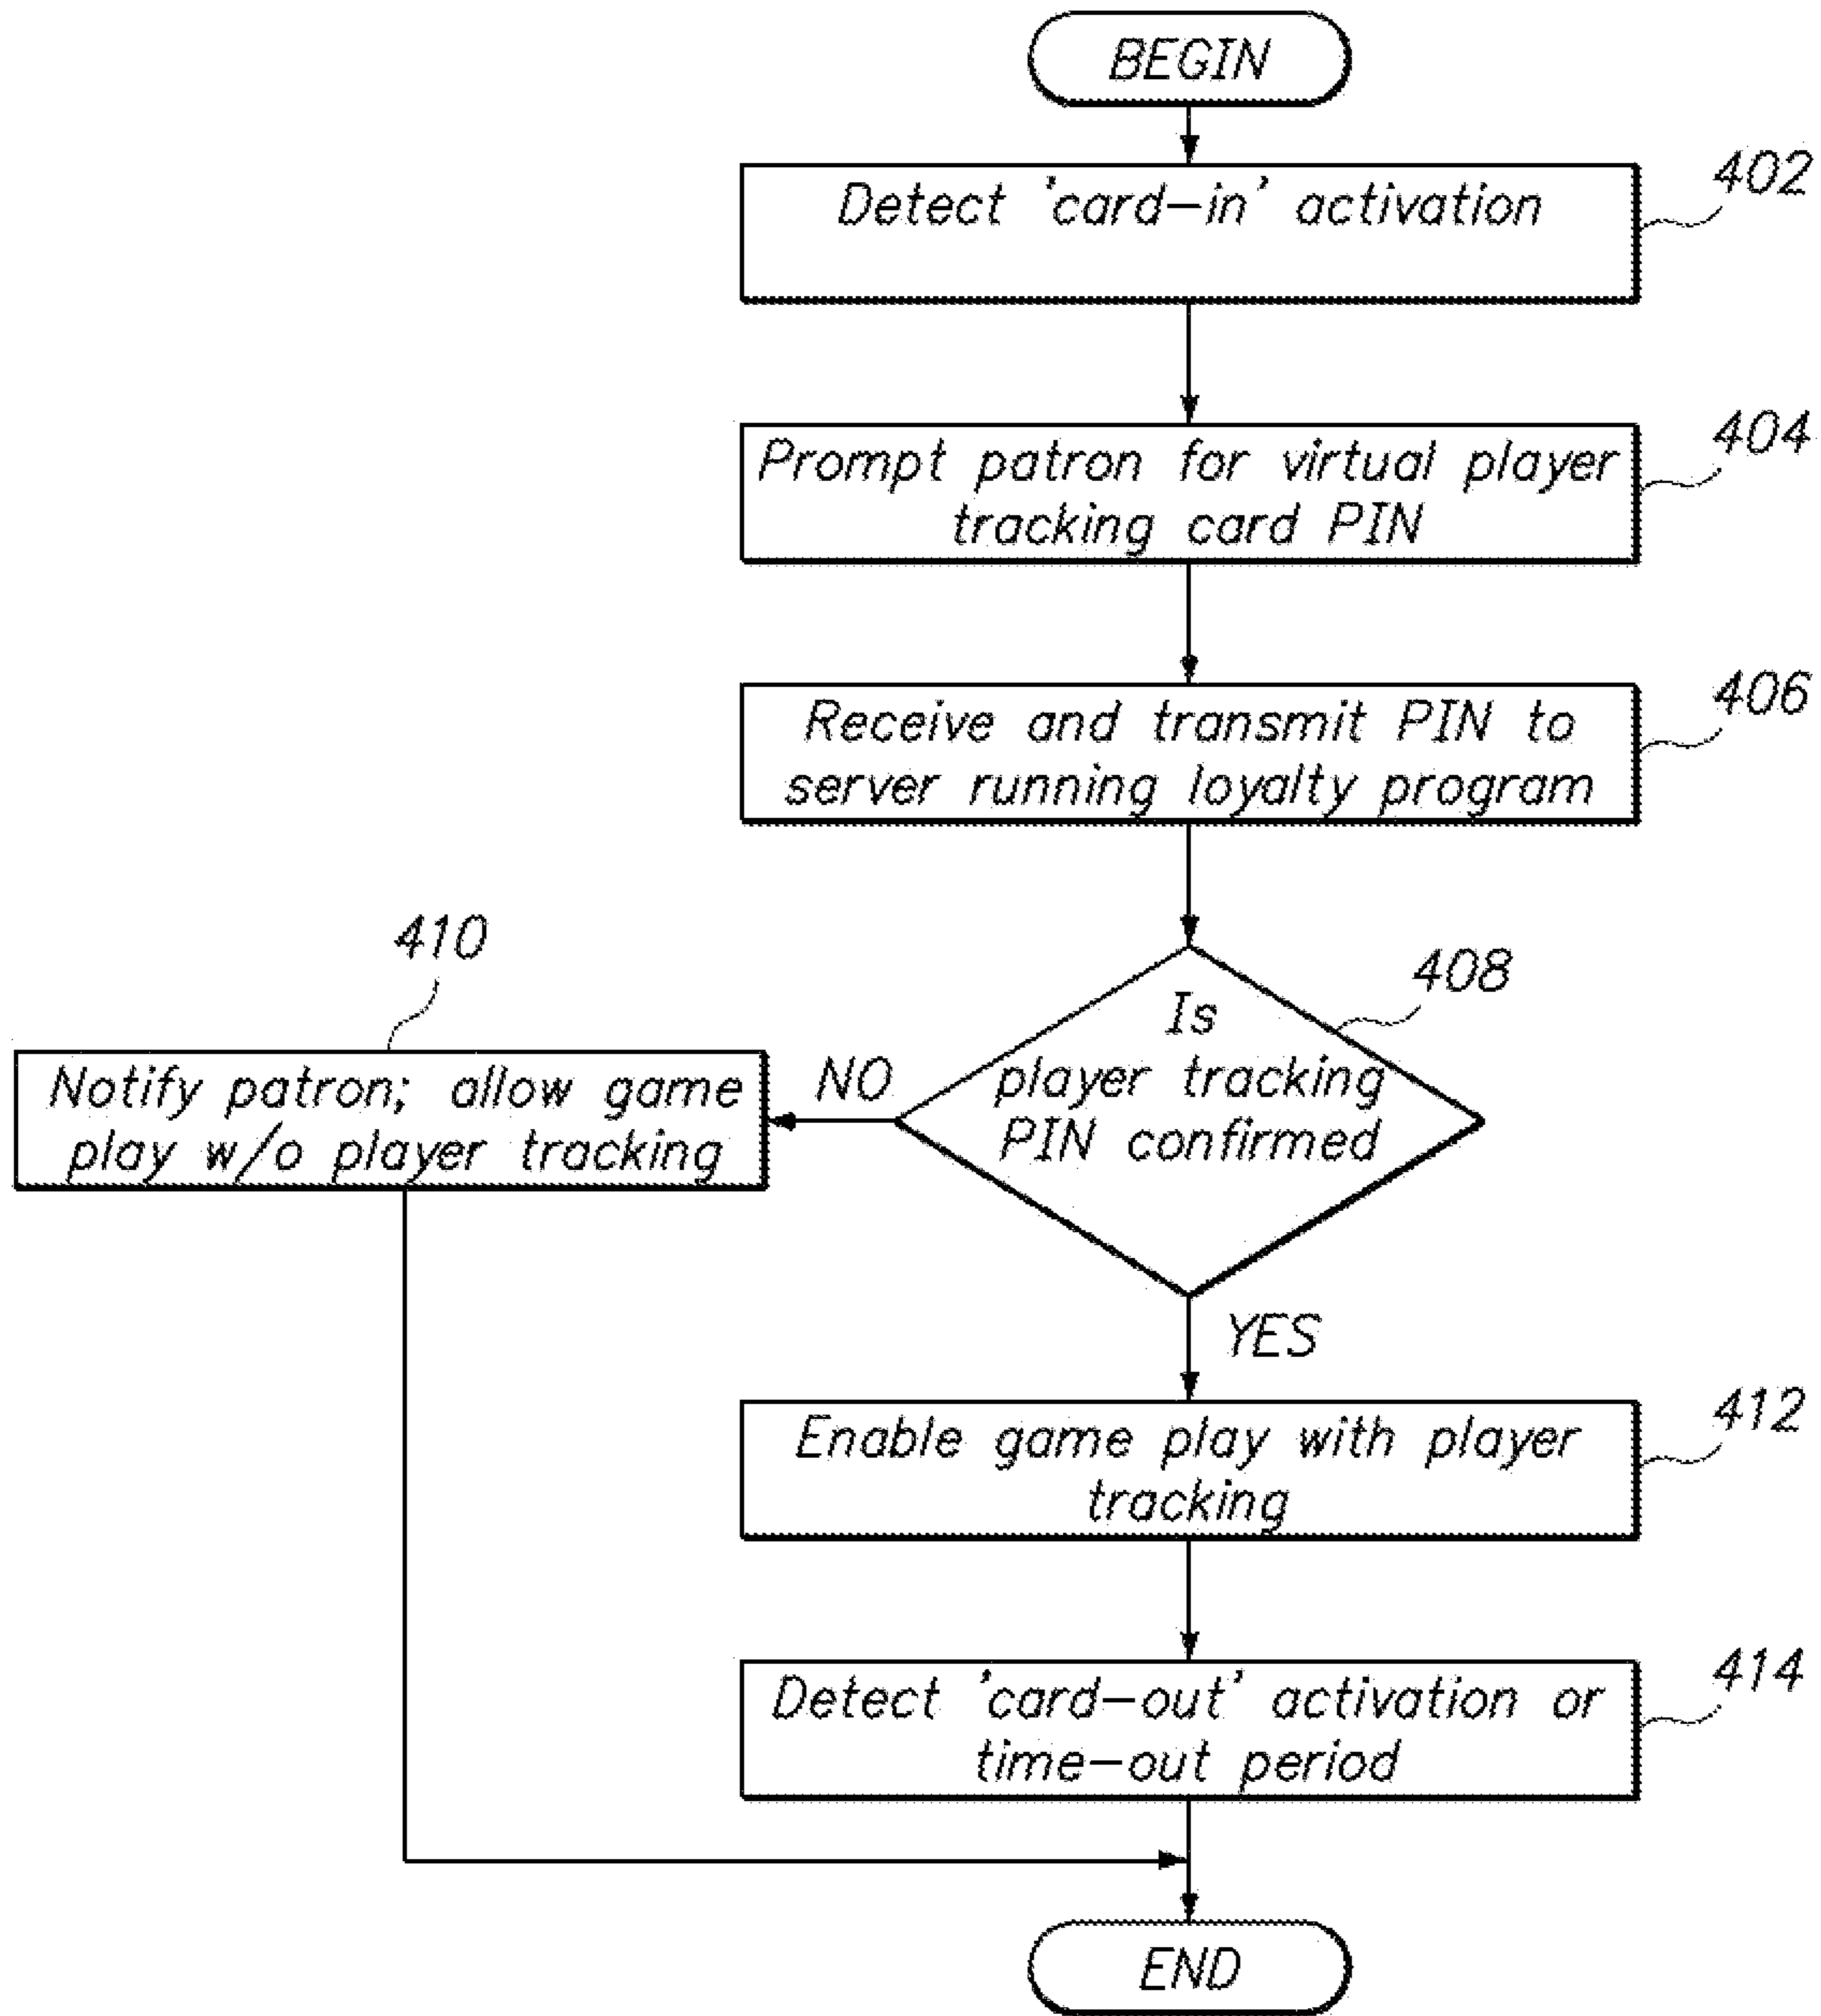 BEGIN
Detect 'card-in' activation
402
Prompt patron for virtual player
tracking card PIN
404
Receive and transmit PIN to
server running loyalty program
406
Is
player tracking
PIN confirmed
408
NO
410
Notify patron; allow game
play w/o player tracking
YES
Enable game play with player
tracking
412
Detect 'card-out' activation or
time-out period
414
END